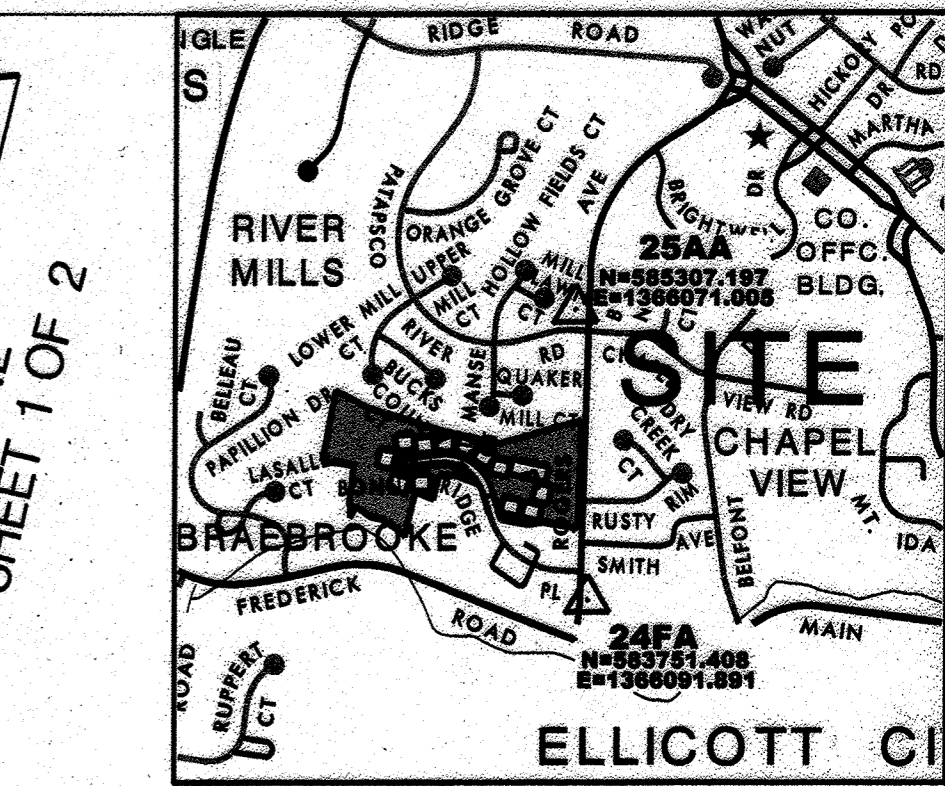 SHEET 1 OF 2
S
RIDGE ROAD
NUT
HICKORY
DR
RD
MARTHA
RIVER
MILLS
PATAPSCO
ORANGE GROVE CT
HOLLOW FIELDS CT
AVE
BRIGHTWELL
DR
CO.
OFFC.
BLDG.
25AA
N=585307.197
E=1366071.005
LOWER MILL
CT
UPPER
MILL
CT
MILL
CT
RIVER
RD
BUCKS
MANSE
QUAKER
MILL CT
SITE
VIEW RD
CHAPEL
VIEW
BELLEAU
CT
PAPILLION DR
CT
BRAEBROOKE
RIDGE
ROGERS
DRY
CREEK
CT
RIM
RUSTY
AVE
SMITH
BELFONT
MT.
IDA
PL
FREDERICK
ROAD
MAIN
24FA
N=583751.408
E=1366091.891
ROAD
RUPPERT
CT
ELLICOTT